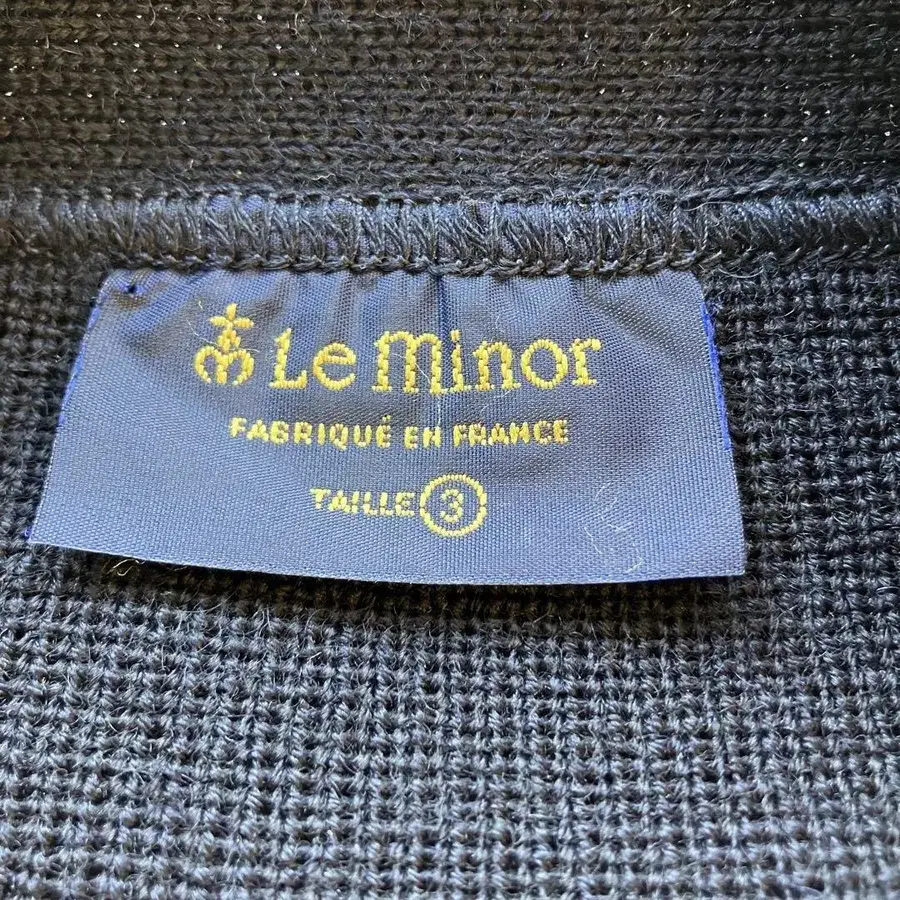 Le Minor
FABRIQUÉ EN FRANCE
TAILLE 3